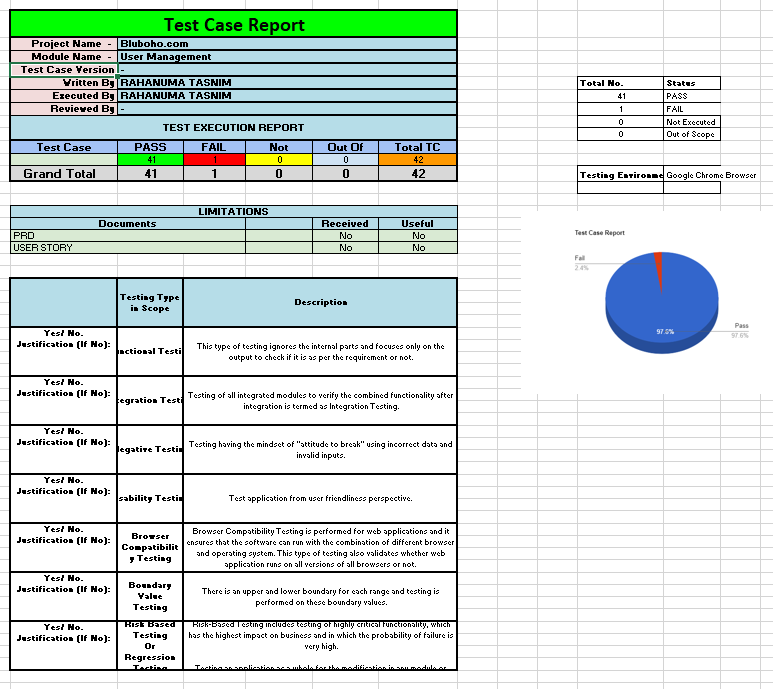 Test Case Report
Project Name - Bluboho.com
Module Name - User Management
Test Case Version -
Written By RAHANUMA TASNIM
Executed By RAHANUMA TASNIM
Reviewed By -
TEST EXECUTION REPORT
Test Case PASS FAIL Not Out Of Total TC
41 1 0 0 42
Grand Total 41 1 0 0 42
LIMITATIONS
Documents Received Useful
PRD No No
USER STORY No No
Testing Type
in Scope
Description
Yes/ No.
Justification (If No):
nctional Testi
This type of testing ignores the internal parts and focuses only on the
output to check if it is as per the requirement or not.
Yes/ No.
Justification (If No):
egration Testi
Testing of all integrated modules to verify the combined functionality after
integration is termed as Integration Testing.
Yes/ No.
Justification (If No):
legative Testin
Testing having the mindset of "attitude to break" using incorrect data and
invalid inputs.
Yes/ No.
Justification (If No):
sability Testin
Test application from user friendliness perspective.
Yes/ No.
Justification (If No):
Browser
Compatibilit
y Testing
Browser Compatibility Testing is performed for web applications and it
ensures that the software can run with the combination of different browser
and operating system. This type of testing also validates whether web
application runs on all versions of all browsers or not.
Yes/ No.
Justification (If No):
Boundary
Value
Testing
There is an upper and lower boundary for each range and testing is
performed on these boundary values.
Yes/ No.
Justification (If No):
Risk Based
Testing
Or
Regression
Testing
Risk-Based Testing includes testing of highly critical functionality, which
has the highest impact on business and in which the probability of failure is
very high.
Testing an application as a whole for the modification in any module or
Total No. Status
41 PASS
1 FAIL
0 Not Executed
0 Out of Scope
Testing Environme Google Chrome Browser
Test Case Report
Fail
2.4%
97.0%
Pass
97.6%